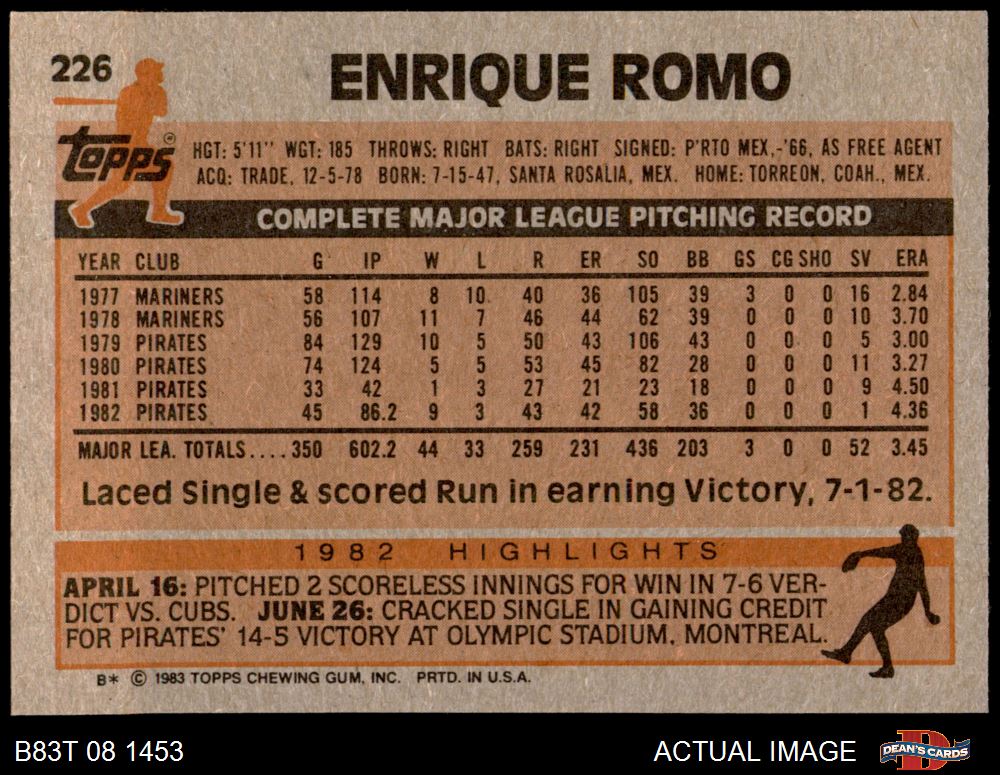 226
ENRIQUE ROMO
Topps®
HGT: 5'11" WGT: 185 THROWS: RIGHT BATS: RIGHT SIGNED: P'RTO MEX,-'66, AS FREE AGENT
ACQ: TRADE, 12-5-78 BORN: 7-15-47, SANTA ROSALIA, MEX. HOME: TORREON, COAH., MEX.
COMPLETE MAJOR LEAGUE PITCHING RECORD
YEAR CLUB G IP W L R ER SO BB GS CG SHO SV ERA
1977 MARINERS 58 114 8 10 40 36 105 39 3 0 0 16 2.84
1978 MARINERS 56 107 11 7 46 44 62 39 0 0 0 10 3.70
1979 PIRATES 84 129 10 5 50 43 106 43 0 0 0 5 3.00
1980 PIRATES 74 124 5 5 53 45 82 28 0 0 0 11 3.27
1981 PIRATES 33 42 1 3 27 21 23 18 0 0 0 9 4.50
1982 PIRATES 45 86.2 9 3 43 42 58 36 0 0 0 1 4.36
MAJOR LEA. TOTALS....350 602.2 44 33 259 231 436 203 3 0 0 52 3.45
Laced Single & scored Run in earning Victory, 7-1-82.
1982 HIGHLIGHTS
APRIL 16: PITCHED 2 SCORELESS INNINGS FOR WIN IN 7-6 VER-
DICT VS. CUBS. JUNE 26: CRACKED SINGLE IN GAINING CREDIT
FOR PIRATES' 14-5 VICTORY AT OLYMPIC STADIUM, MONTREAL.
B* © 1983 TOPPS CHEWING GUM, INC. PRTD. IN U.S.A.
B83T 08 1453
ACTUAL IMAGE
DEAN'S CARDS